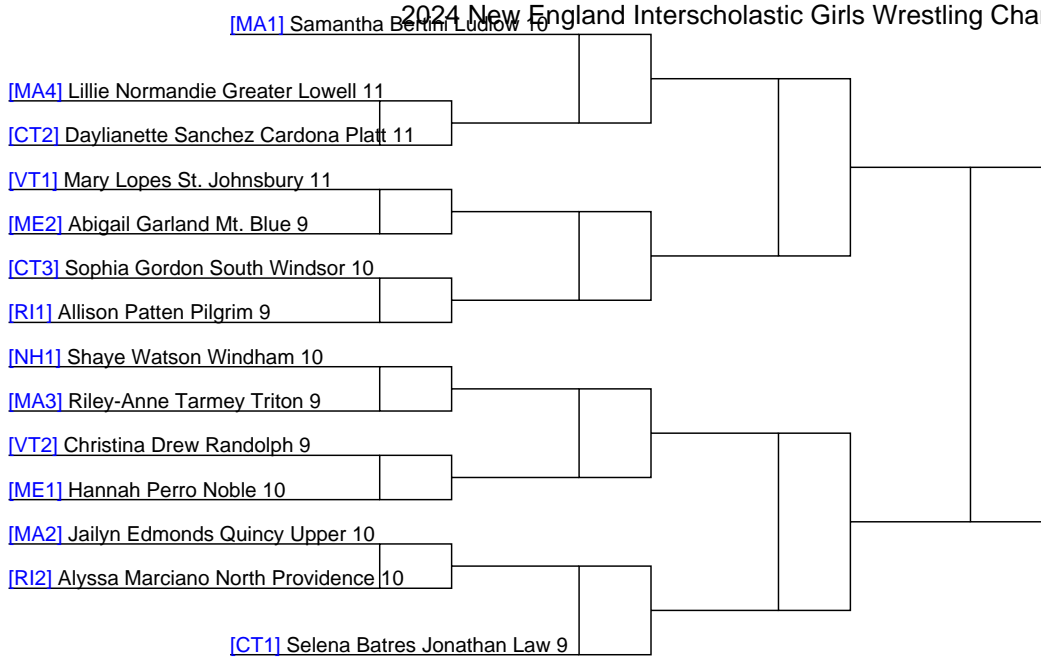 2024 New England Interscholastic Girls Wrestling Cha
[MA1] Samantha Bertini Ludlow 10
[MA4] Lillie Normandie Greater Lowell 11
[CT2] Daylianette Sanchez Cardona Platt 11
[VT1] Mary Lopes St. Johnsbury 11
[ME2] Abigail Garland Mt. Blue 9
[CT3] Sophia Gordon South Windsor 10
[RI1] Allison Patten Pilgrim 9
[NH1] Shaye Watson Windham 10
[MA3] Riley-Anne Tarmey Triton 9
[VT2] Christina Drew Randolph 9
[ME1] Hannah Perro Noble 10
[MA2] Jailyn Edmonds Quincy Upper 10
[RI2] Alyssa Marciano North Providence 10
[CT1] Selena Batres Jonathan Law 9